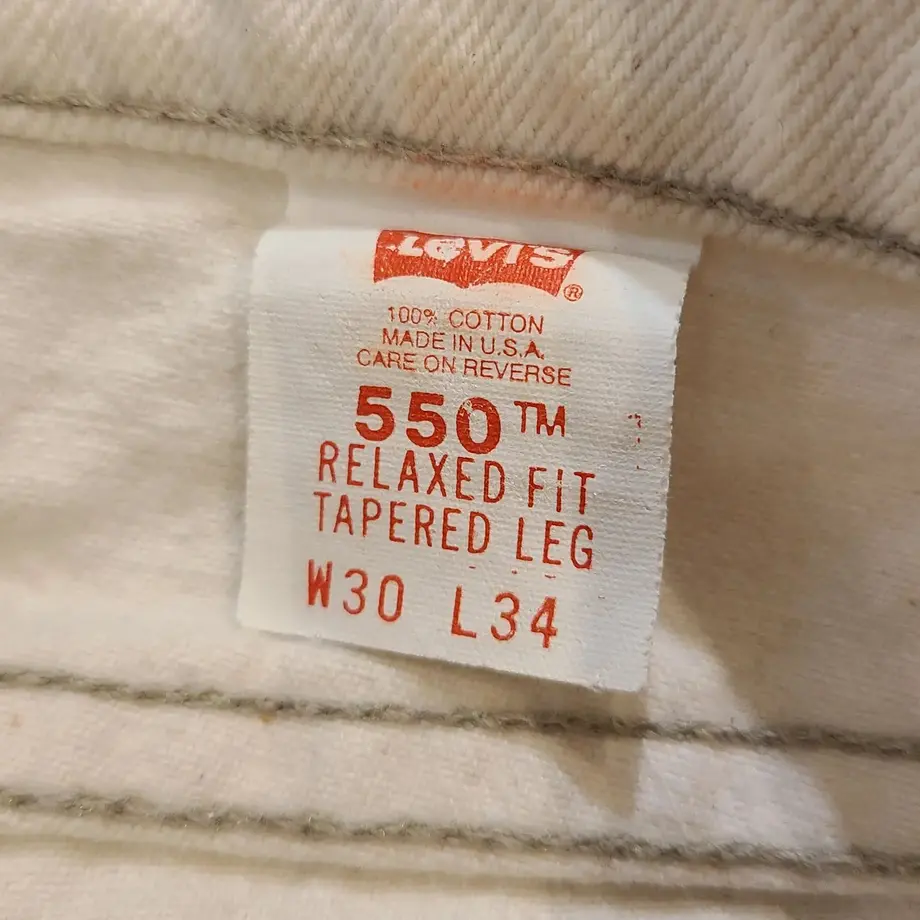 LEVI'S ®
100% COTTON
MADE IN U.S.A.
CARE ON REVERSE
550™
RELAXED FIT
TAPERED LEG
W30 L34